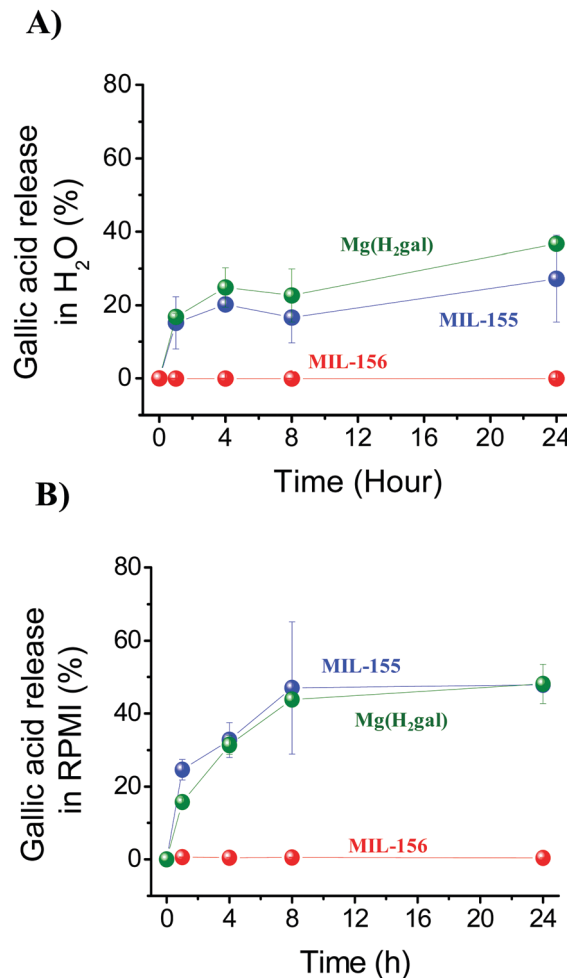 A)
80
60
40
20
0
Gallic acid release
in H₂O (%)
Mg(H₂gal)
MIL-155
MIL-156
0 4 8 12 16 20 24
Time (Hour)
B)
80
60
40
20
0
Gallic acid release
in RPMI (%)
MIL-155
Mg(H₂gal)
MIL-156
0 4 8 12 16 20 24
Time (h)